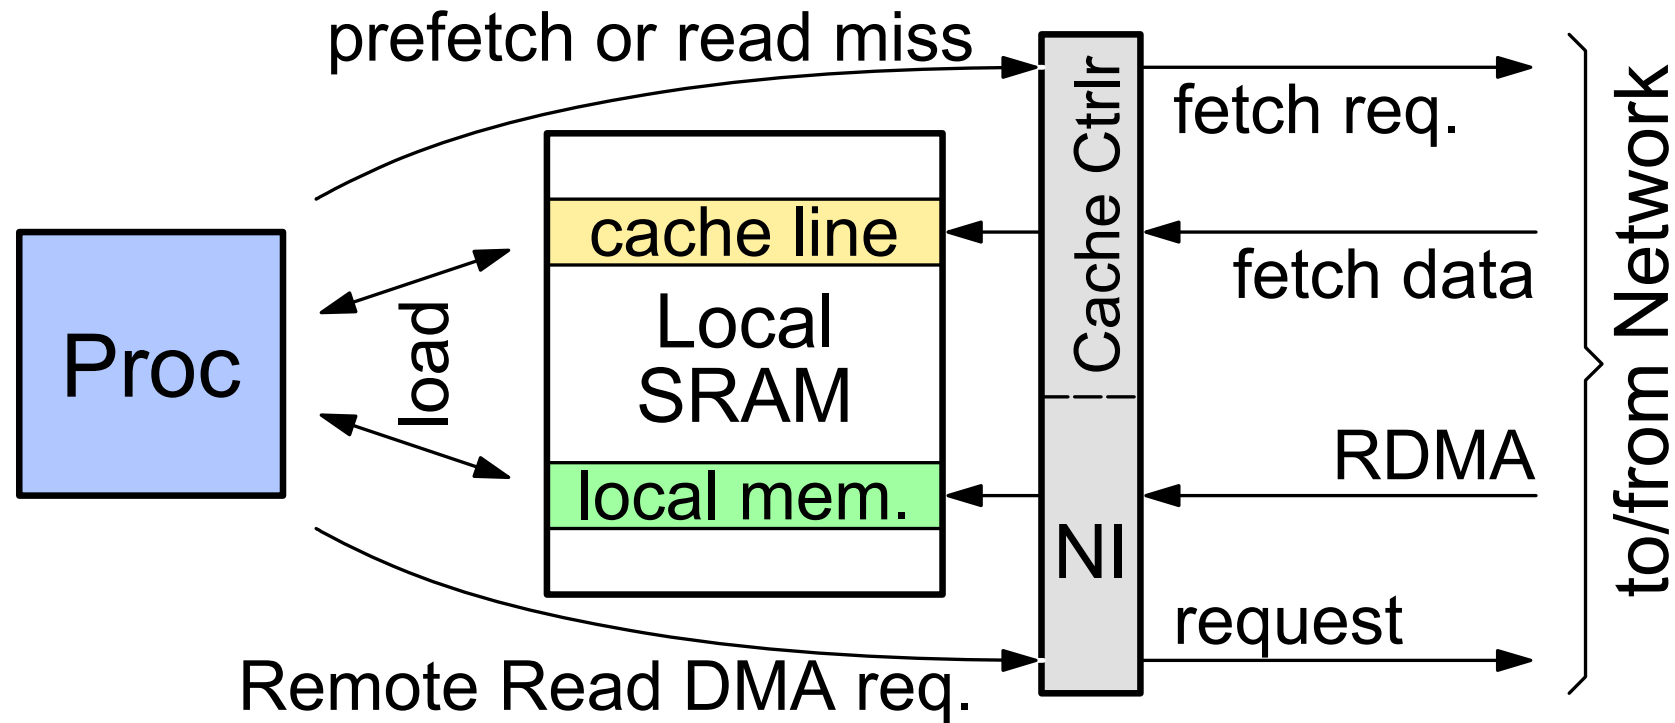 prefetch or read miss
Cache Ctrlr
fetch req.
cache line
fetch data
Proc
load
Local
SRAM
to/from Network
RDMA
local mem.
NI
request
Remote Read DMA req.